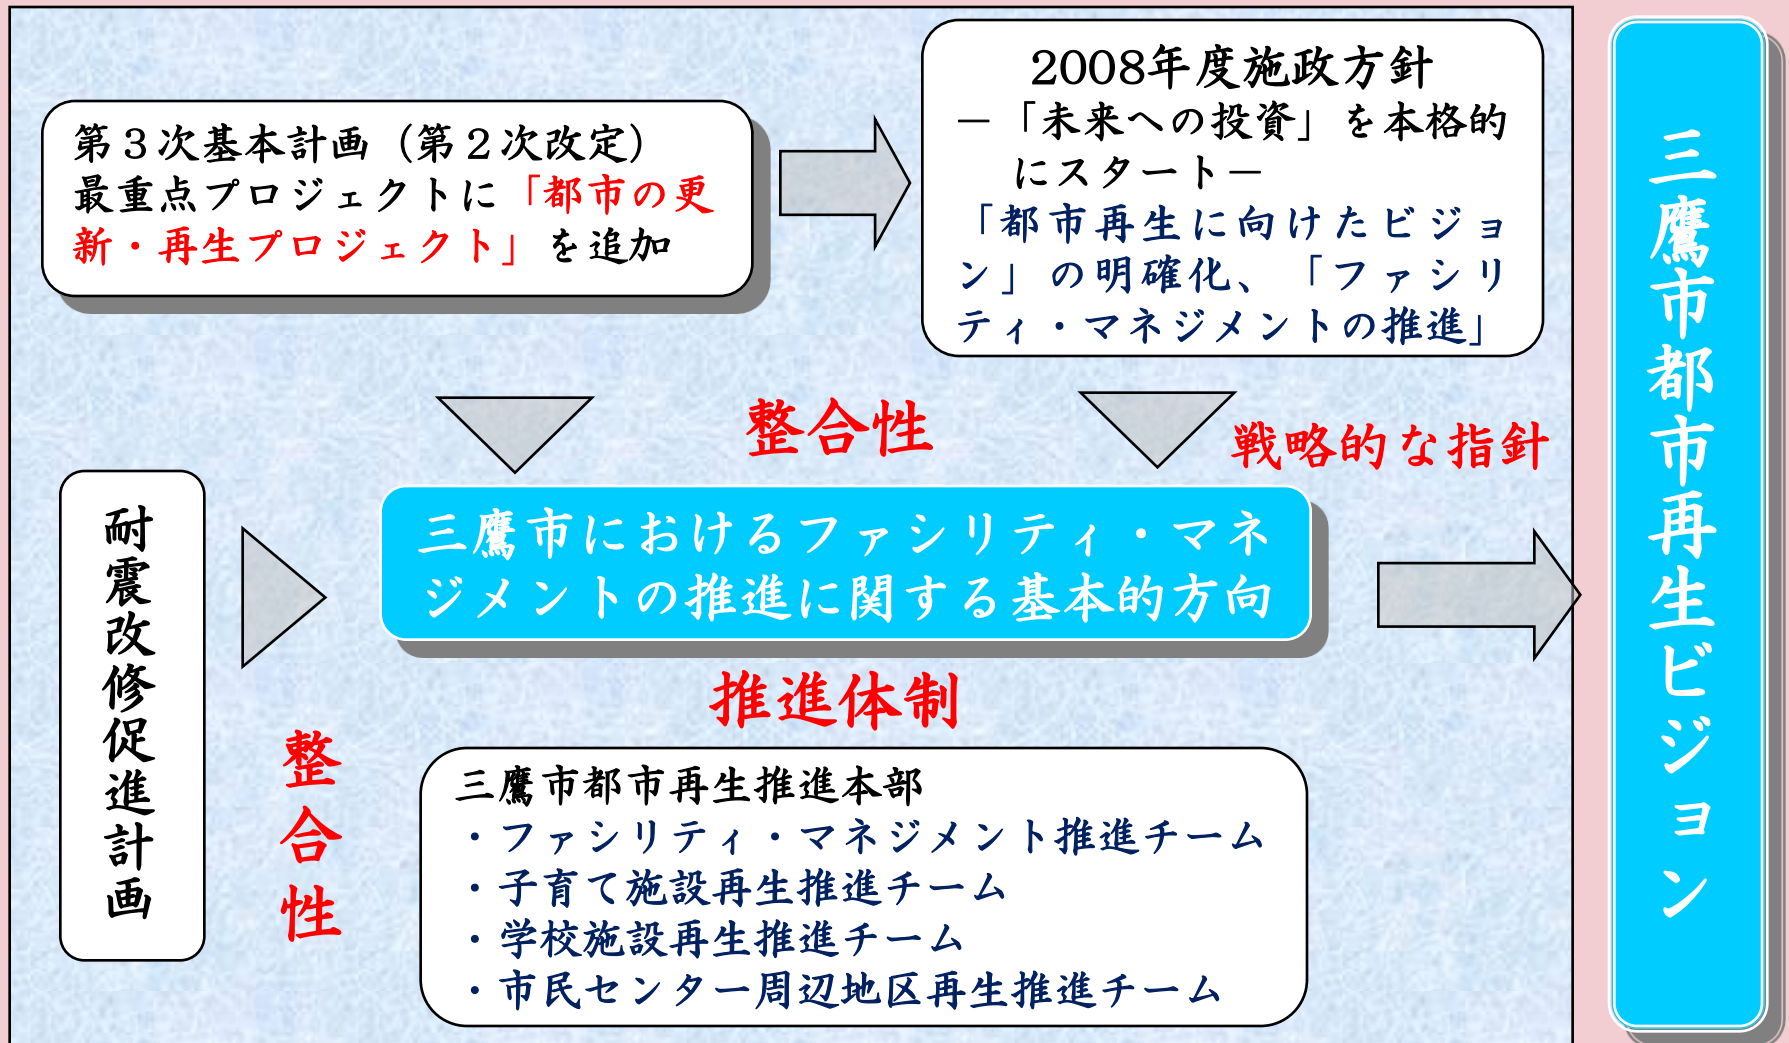 第３次基本計画（第２次改定）
最重点プロジェクトに「都市の更
新・再生プロジェクト」を追加
2008年度施政方針
－「未来への投資」を本格的
にスタート－
「都市再生に向けたビジョ
ン」の明確化、「ファシリ
ティ・マネジメントの推進」
整合性
戦略的な指針
耐震改修促進計画
三鷹市におけるファシリティ・マネ
ジメントの推進に関する基本的方向
推進体制
整合性
三鷹市都市再生推進本部
・ファシリティ・マネジメント推進チーム
・子育て施設再生推進チーム
・学校施設再生推進チーム
・市民センター周辺地区再生推進チーム
三鷹市都市再生ビジョン